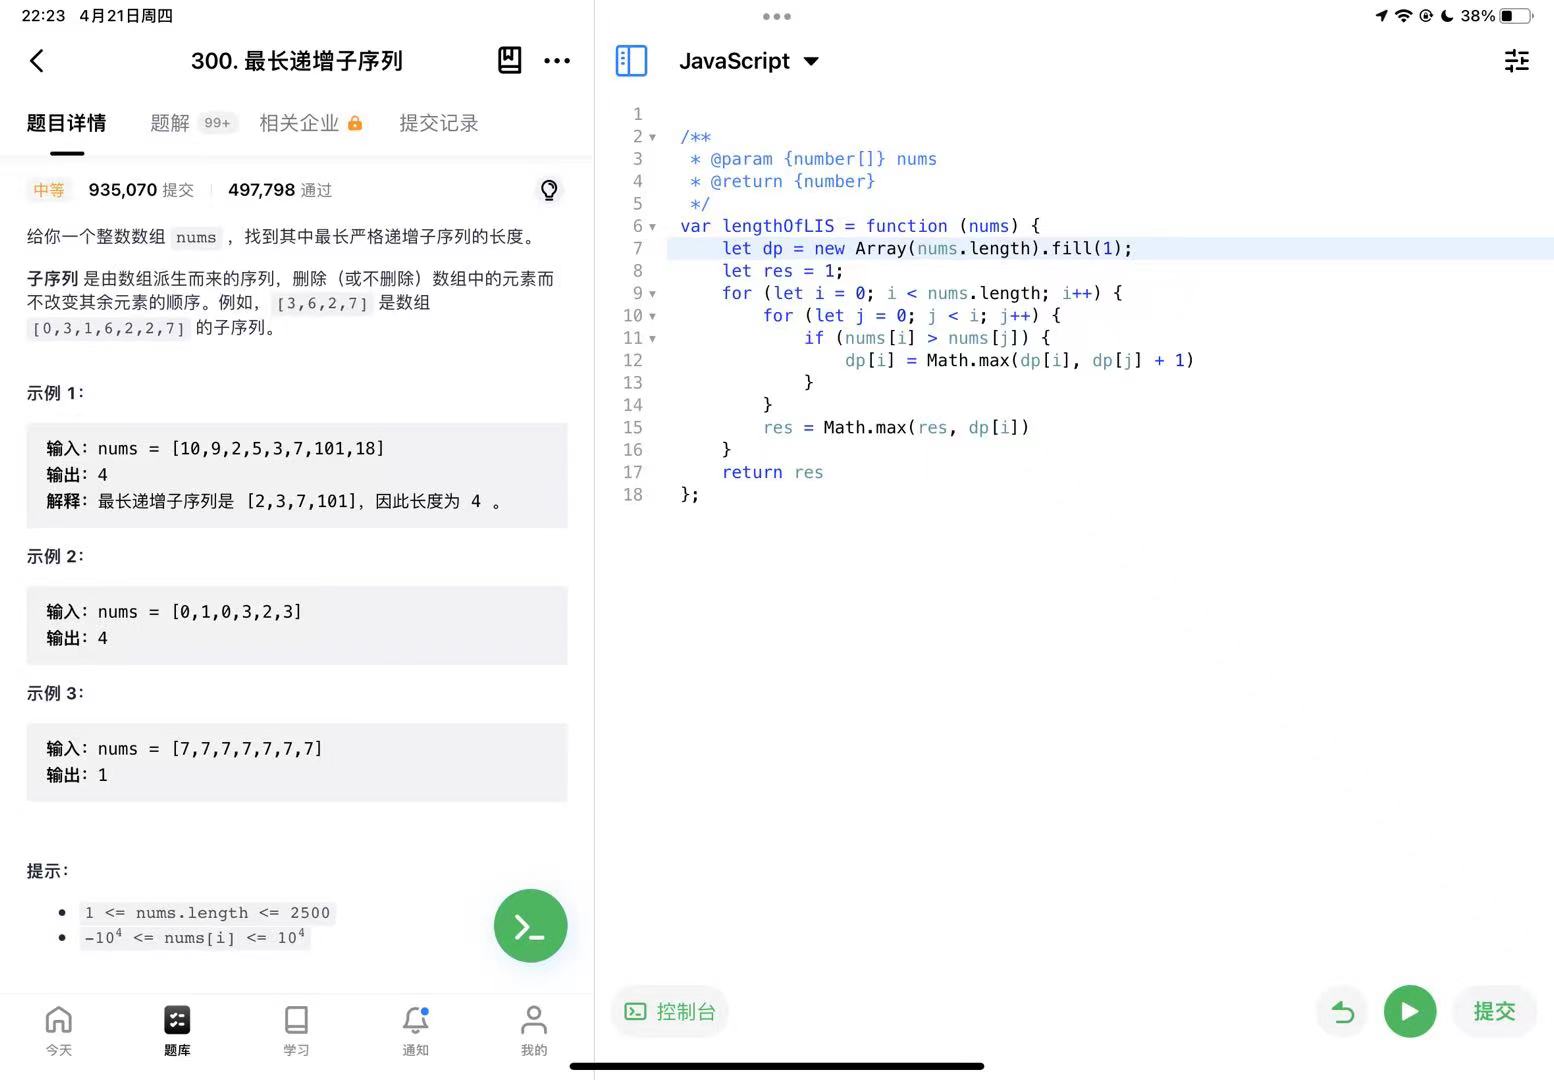 22:23 4月21日周四
38%
300. 最长递增子序列
题目详情 题解 99+ 相关企业 提交记录
中等 935,070 提交 497,798 通过
给你一个整数数组 nums ，找到其中最长严格递增子序列的长度。
子序列 是由数组派生而来的序列，删除（或不删除）数组中的元素而
不改变其余元素的顺序。例如，[3,6,2,7] 是数组
[0,3,1,6,2,2,7] 的子序列。
示例 1：
输入：nums = [10,9,2,5,3,7,101,18]
输出：4
解释：最长递增子序列是 [2,3,7,101]，因此长度为 4 。
示例 2：
输入：nums = [0,1,0,3,2,3]
输出：4
示例 3：
输入：nums = [7,7,7,7,7,7,7]
输出：1
提示：
1 <= nums.length <= 2500
-10⁴ <= nums[i] <= 10⁴
今天 题库 学习 通知 我的
JavaScript
1
2 /**
3 * @param {number[]} nums
4 * @return {number}
5 */
6 var lengthOfLIS = function (nums) {
7 let dp = new Array(nums.length).fill(1);
8 let res = 1;
9 for (let i = 0; i < nums.length; i++) {
10 for (let j = 0; j < i; j++) {
11 if (nums[i] > nums[j]) {
12 dp[i] = Math.max(dp[i], dp[j] + 1)
13 }
14 }
15 res = Math.max(res, dp[i])
16 }
17 return res
18 };
控制台 提交